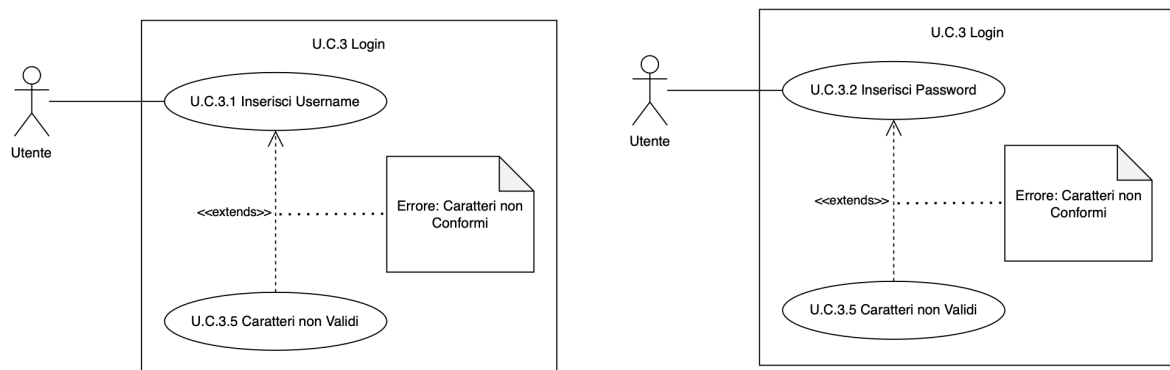 U.C.3 Login
U.C.3.1 Inserisci Username
Utente
<<extends>>
Errore: Caratteri non
Conformi
U.C.3.5 Caratteri non Validi
U.C.3 Login
U.C.3.2 Inserisci Password
Utente
<<extends>>
Errore: Caratteri non
Conformi
U.C.3.5 Caratteri non Validi